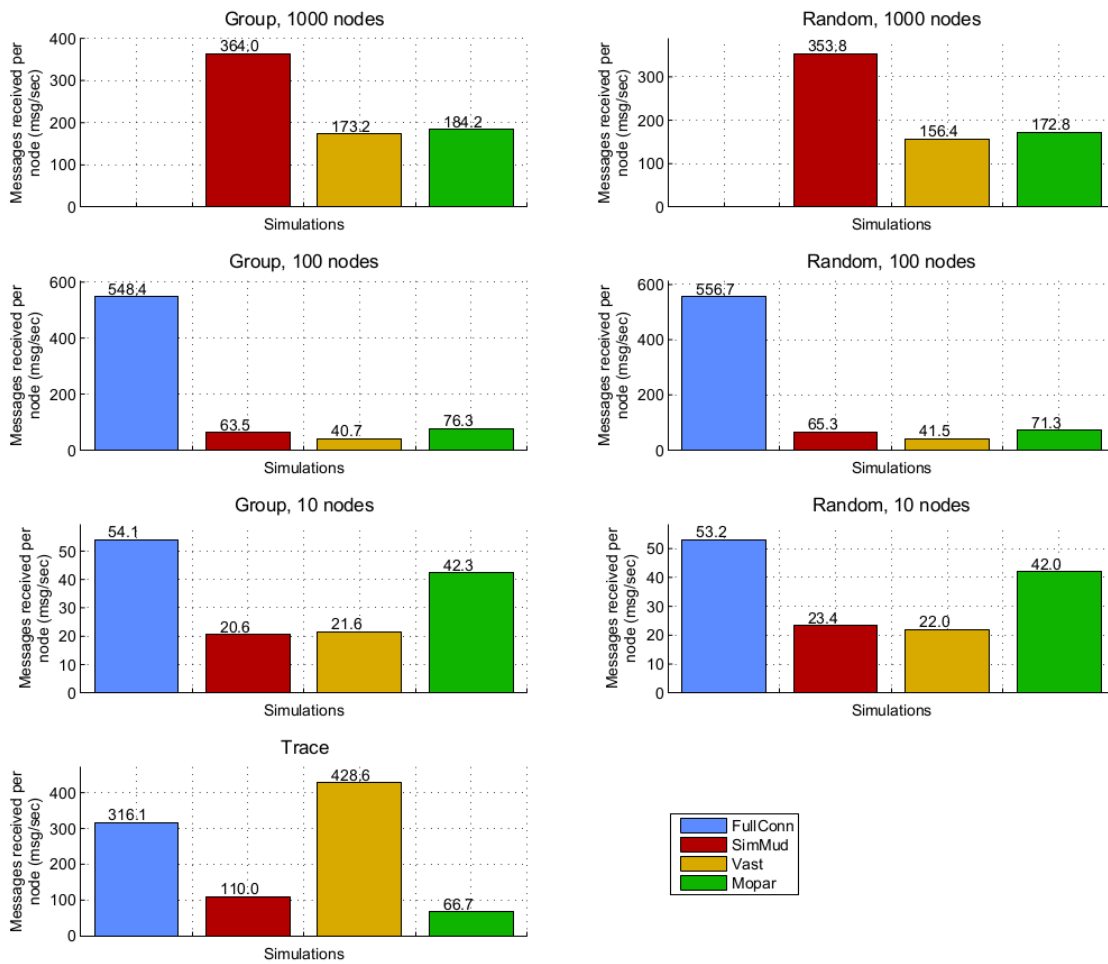 Group, 1000 nodes
Messages received per
node (msg/sec)
400
300
200
100
0
364.0
173.2
184.2
Simulations
Random, 1000 nodes
Messages received per
node (msg/sec)
300
200
100
0
353.8
156.4
172.8
Simulations
Group, 100 nodes
Messages received per
node (msg/sec)
600
400
200
0
548.4
63.5
40.7
76.3
Simulations
Random, 100 nodes
Messages received per
node (msg/sec)
600
400
200
0
556.7
65.3
41.5
71.3
Simulations
Group, 10 nodes
Messages received per
node (msg/sec)
50
40
30
20
10
0
54.1
20.6
21.6
42.3
Simulations
Random, 10 nodes
Messages received per
node (msg/sec)
50
40
30
20
10
0
53.2
23.4
22.0
42.0
Simulations
Trace
Messages received per
node (msg/sec)
400
300
200
100
0
316.1
110.0
428.6
66.7
Simulations
FullConn
SimMud
Vast
Mopar